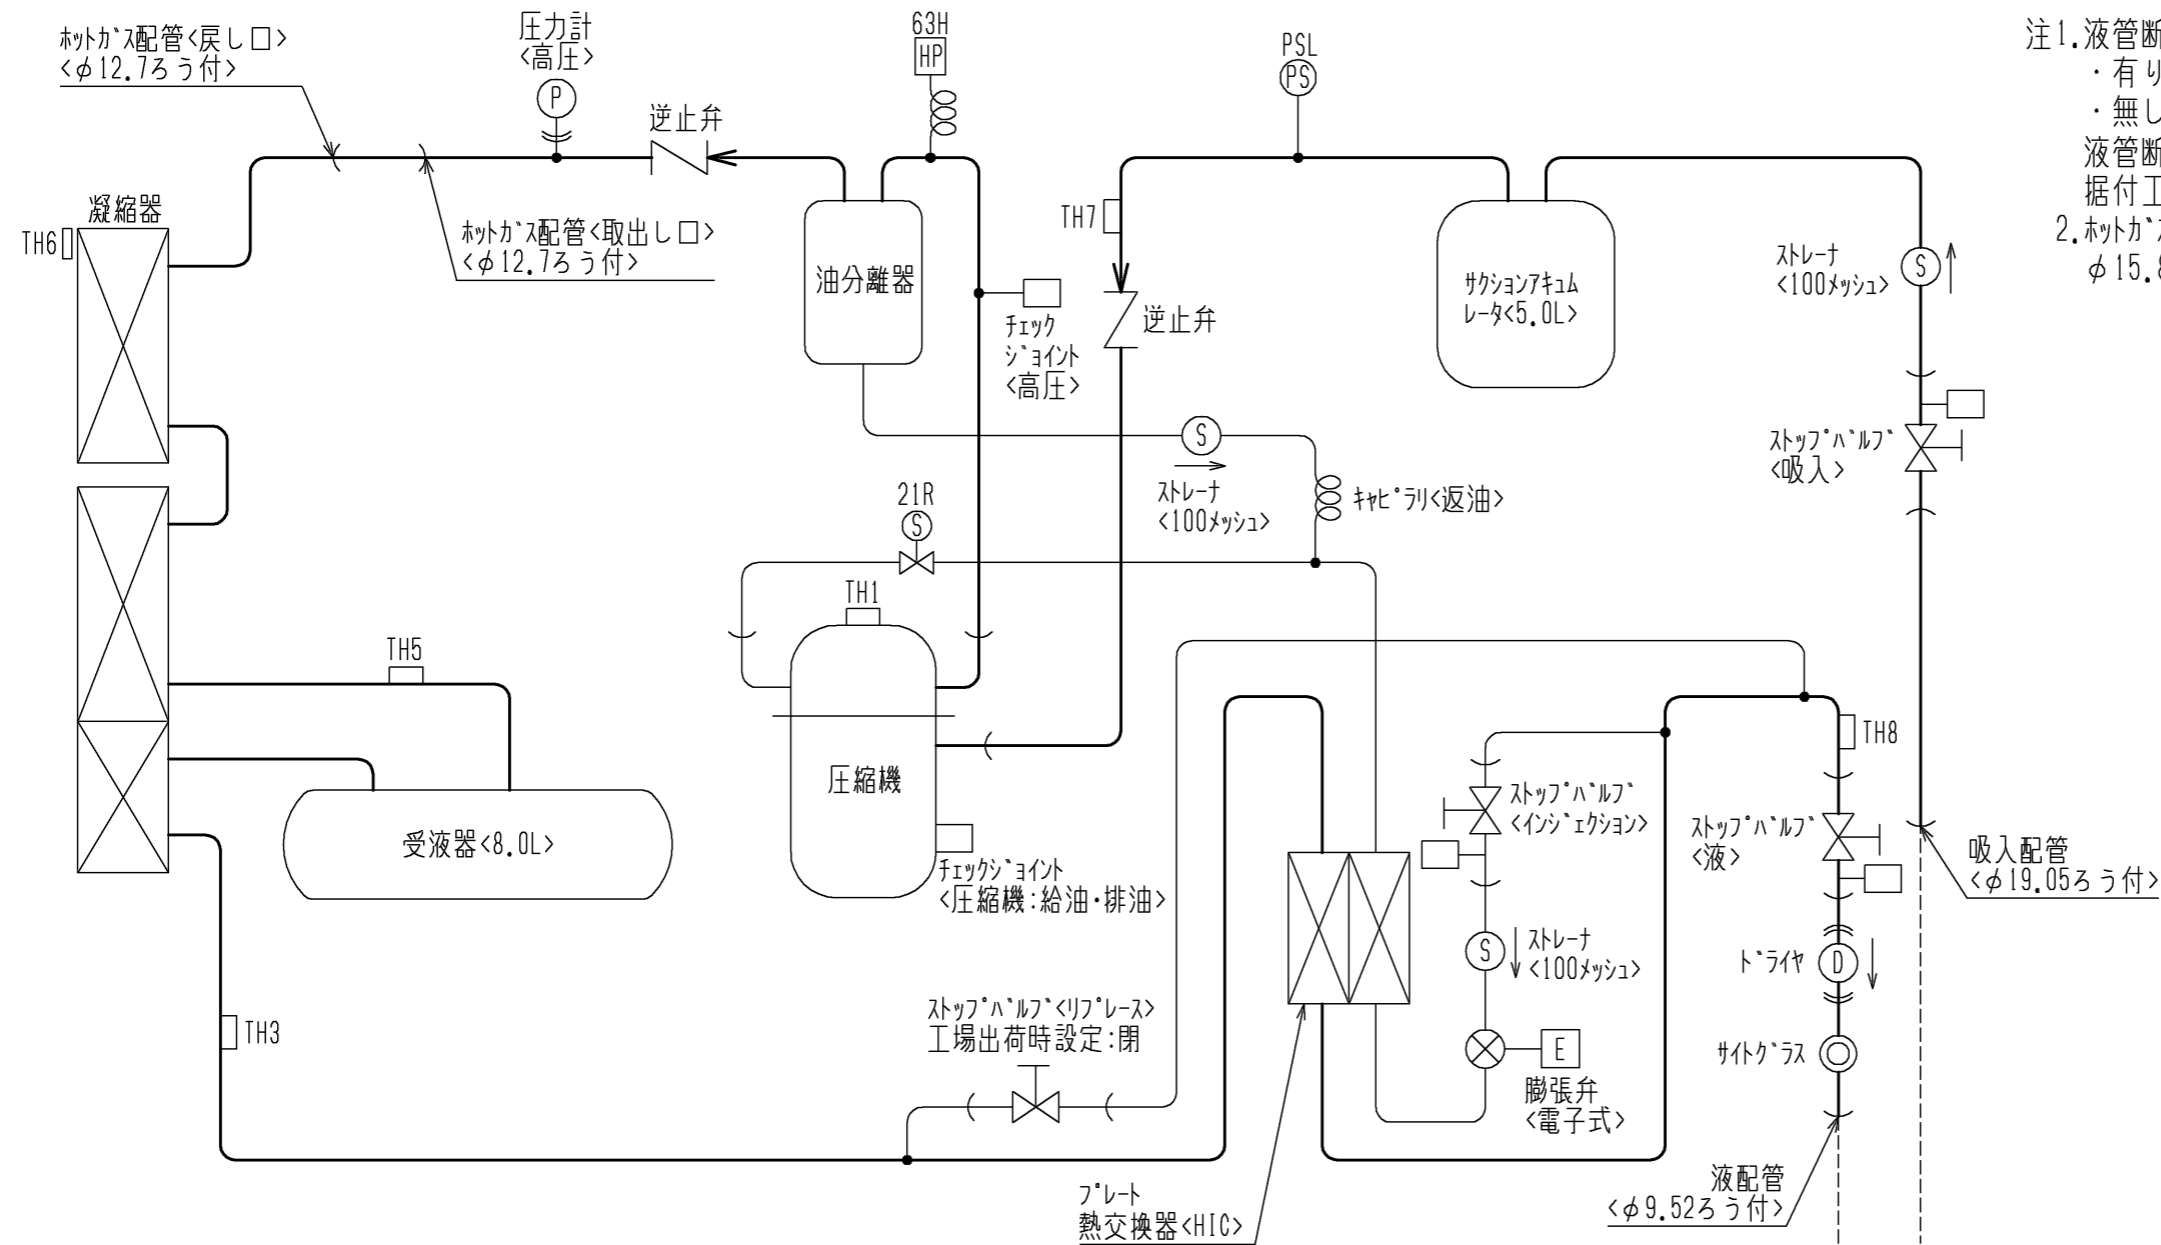 ﾎｯﾄｶﾞｽ配管<戻し口>
<φ12.7ろう付>
圧力計
<高圧>
P
逆止弁
63H
HP
PSL
PS
注1.液管断
・有り
・無し
液管断
据付工
2.ﾎｯﾄｶﾞｽ
φ15.8
凝縮器
TH6
ﾎｯﾄｶﾞｽ配管<取出し口>
<φ12.7ろう付>
油分離器
ﾁｪｯｸ
ｼﾞｮｲﾝﾄ
<高圧>
TH7
逆止弁
ｻｸｼｮﾝｱｷｭﾑ
ﾚｰﾀ<5.0L>
ｽﾄﾚｰﾅ
<100ﾒｯｼｭ>
S
ｽﾄｯﾌﾟﾊﾞﾙﾌﾞ
<吸入>
S
ｽﾄﾚｰﾅ
<100ﾒｯｼｭ>
ｷｬﾋﾟﾗﾘ<返油>
21R
S
TH1
圧縮機
ﾁｪｯｸｼﾞｮｲﾝﾄ
<圧縮機:給油･排油>
TH5
受液器<8.0L>
TH3
ｽﾄｯﾌﾟﾊﾞﾙﾌﾞ<ﾘﾌﾟﾚｰｽ>
工場出荷時設定:閉
ﾌﾟﾚｰﾄ
熱交換器<HIC>
ｽﾄｯﾌﾟﾊﾞﾙﾌﾞ
<ｲﾝｼﾞｪｸｼｮﾝ>
S
ｽﾄﾚｰﾅ
<100ﾒｯｼｭ>
E
膨張弁
<電子式>
TH8
ｽﾄｯﾌﾟﾊﾞﾙﾌﾞ
<液>
ﾄﾞﾗｲﾔ
D
ｻｲﾄｸﾞﾗｽ
液配管
<φ9.52ろう付>
吸入配管
<φ19.05ろう付>